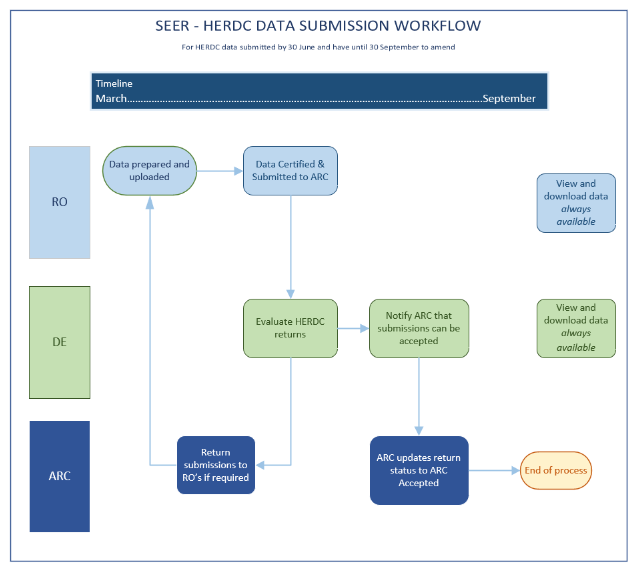 SEER - HERDC DATA SUBMISSION WORKFLOW
For HERDC data submitted by 30 June and have until 30 September to amend
Timeline
March.......................................................................................................................September
RO
Data prepared and
uploaded
Data Certified &
Submitted to ARC
View and
download data
always
available
DE
Evaluate HERDC
returns
Notify ARC that
submissions can be
accepted
View and
download data
always
available
ARC
Return
submissions to
RO's if required
ARC updates return
status to ARC
Accepted
End of process